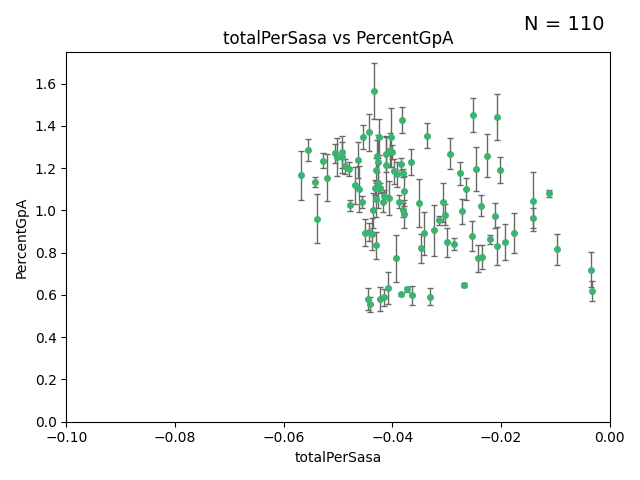 N = 110
totalPerSasa vs PercentGpA
PercentGpA
1.6
1.4
1.2
1.0
0.8
0.6
0.4
0.2
0.0
−0.10 −0.08 −0.06 −0.04 −0.02 0.00
totalPerSasa